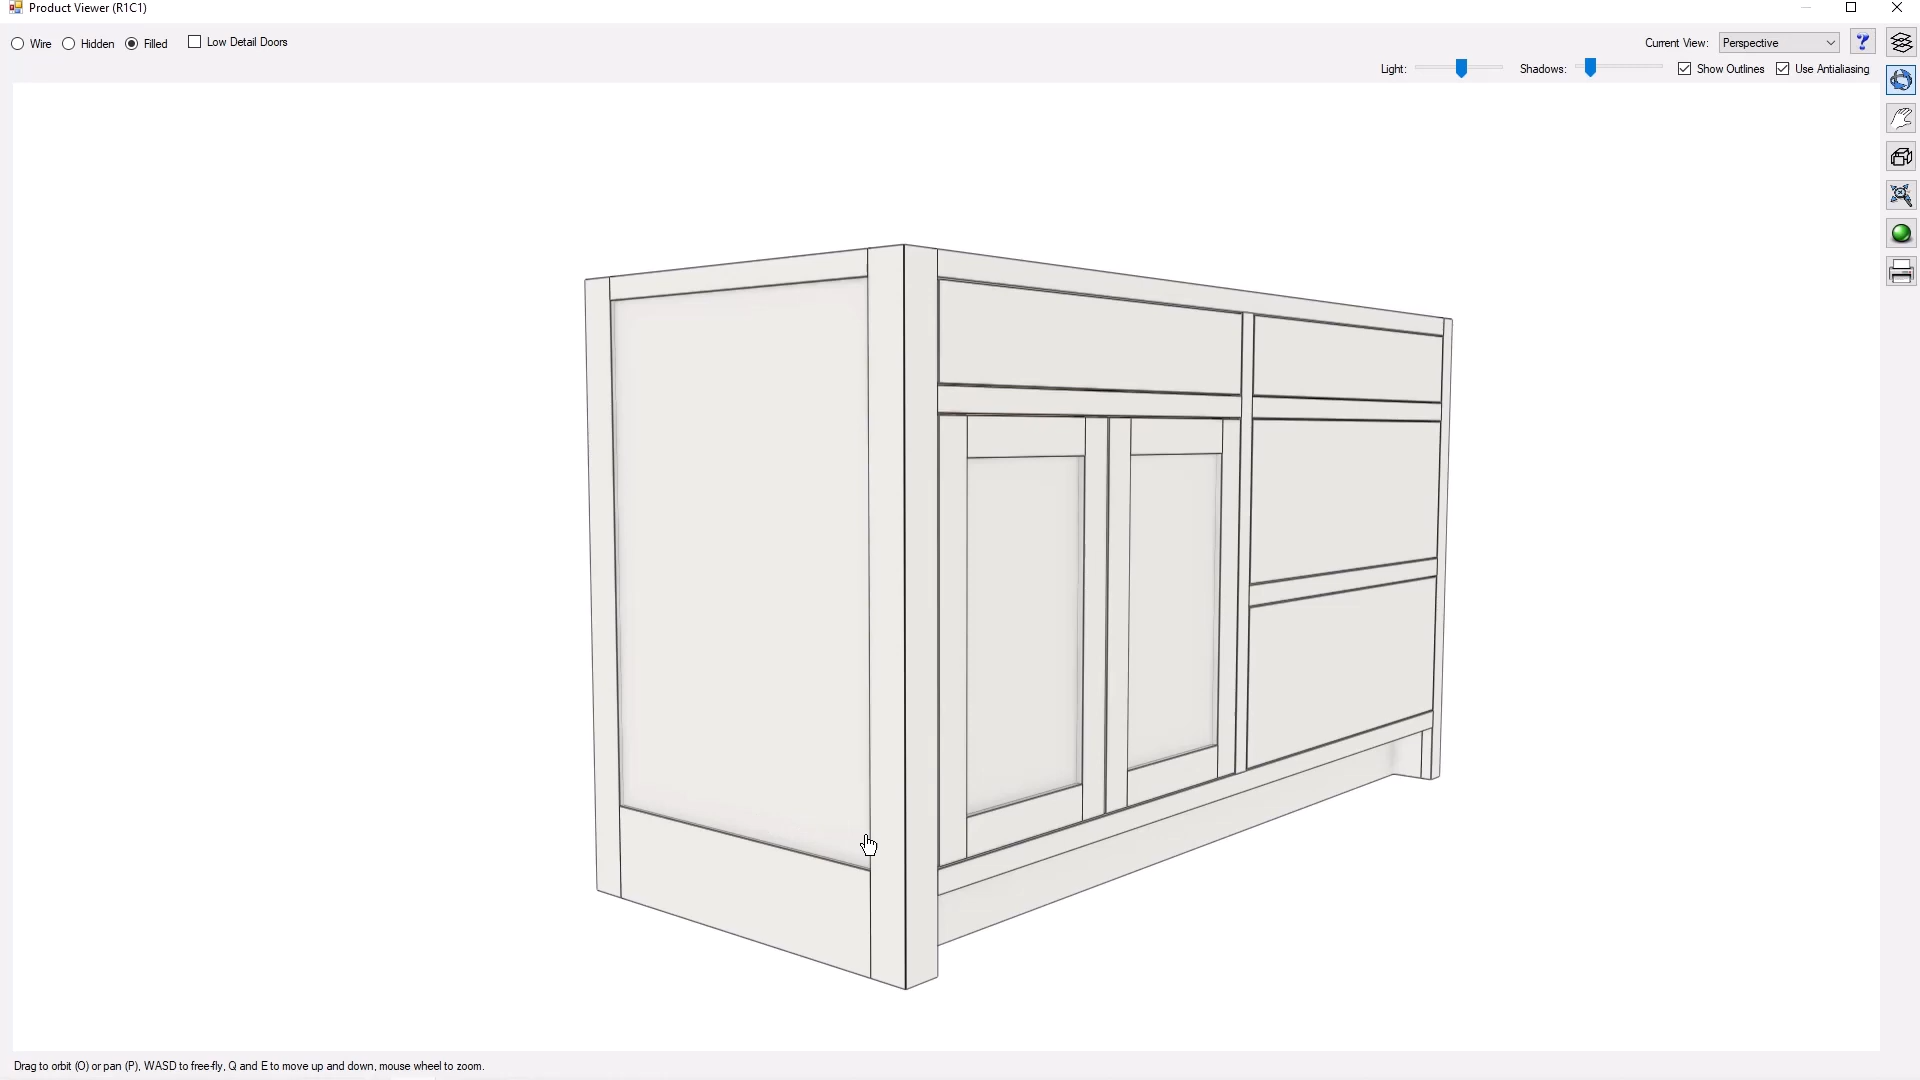 Product Viewer (R1C1)
Wire Hidden Filled Low Detail Doors Current View: Perspective ?
Light: Shadows: Show Outlines Use Antialiasing
Drag to orbit (O) or pan (P), WASD to free-fly, Q and E to move up and down, mouse wheel to zoom.